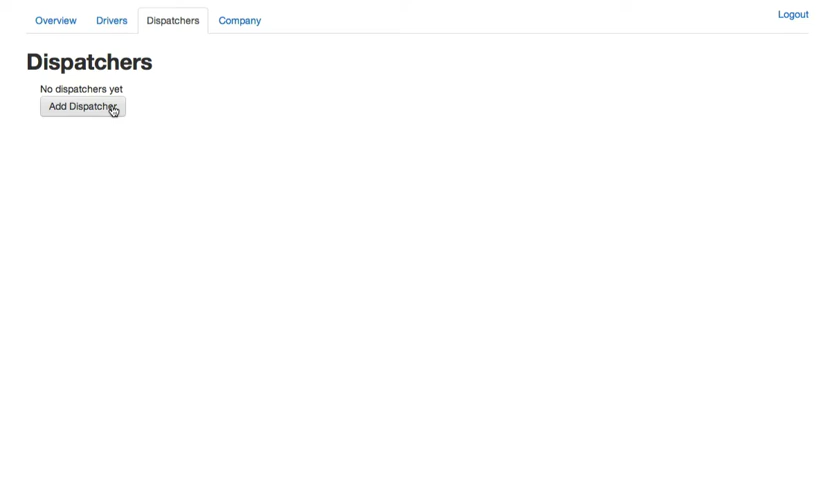 Overview Drivers Dispatchers Company Logout
Dispatchers
No dispatchers yet
Add Dispatcher